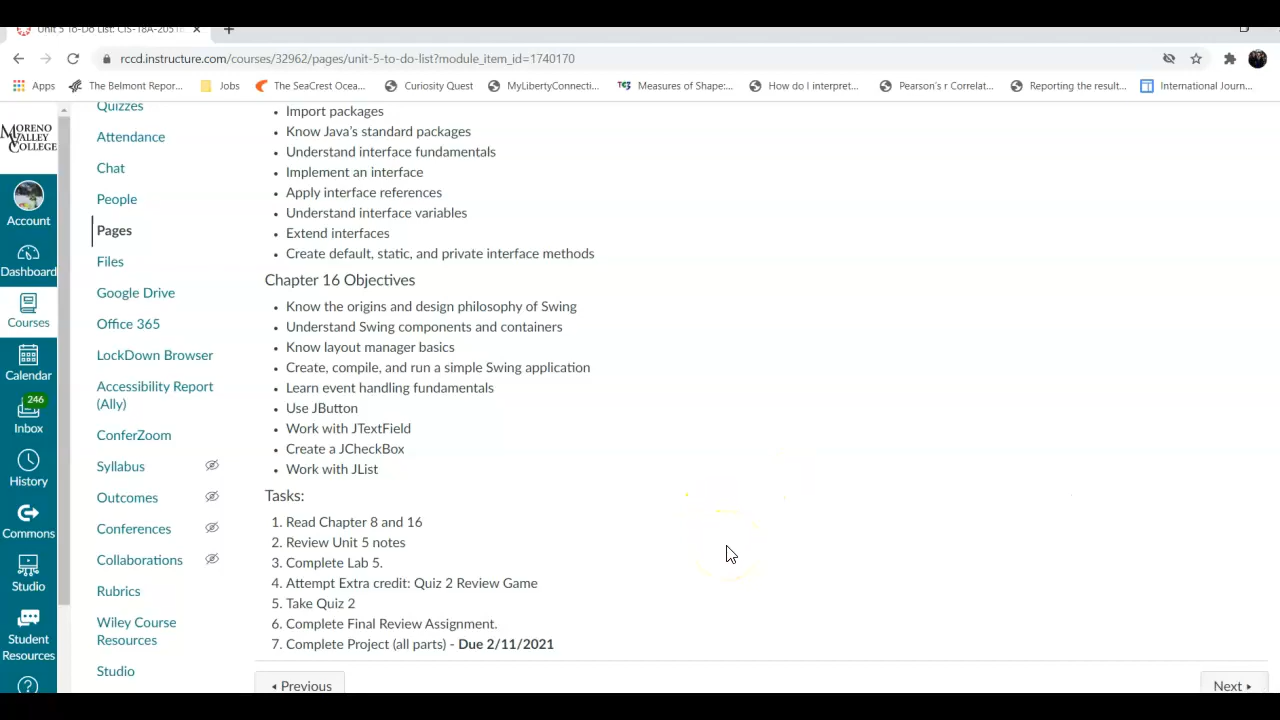 Unit 5 To-Do List: CIS-18A-2051
rccd.instructure.com/courses/32962/pages/unit-5-to-do-list?module_item_id=1740170
Apps
The Belmont Repor...
Jobs
The SeaCrest Ocea...
Curiosity Quest
MyLibertyConnecti...
Measures of Shape:...
How do I interpret...
Pearson's r Correlat...
Reporting the result...
International Journ...
MORENO
VALLEY
COLLEGE
Account
Dashboard
Courses
Calendar
246
Inbox
History
Commons
Studio
Student
Resources
Quizzes
Attendance
Chat
People
Pages
Files
Google Drive
Office 365
LockDown Browser
Accessibility Report
(Ally)
ConferZoom
Syllabus
Outcomes
Conferences
Collaborations
Rubrics
Wiley Course
Resources
Studio
• Import packages
• Know Java's standard packages
• Understand interface fundamentals
• Implement an interface
• Apply interface references
• Understand interface variables
• Extend interfaces
• Create default, static, and private interface methods
Chapter 16 Objectives
• Know the origins and design philosophy of Swing
• Understand Swing components and containers
• Know layout manager basics
• Create, compile, and run a simple Swing application
• Learn event handling fundamentals
• Use JButton
• Work with JTextField
• Create a JCheckBox
• Work with JList
Tasks:
1. Read Chapter 8 and 16
2. Review Unit 5 notes
3. Complete Lab 5.
4. Attempt Extra credit: Quiz 2 Review Game
5. Take Quiz 2
6. Complete Final Review Assignment.
7. Complete Project (all parts) - Due 2/11/2021
Previous
Next